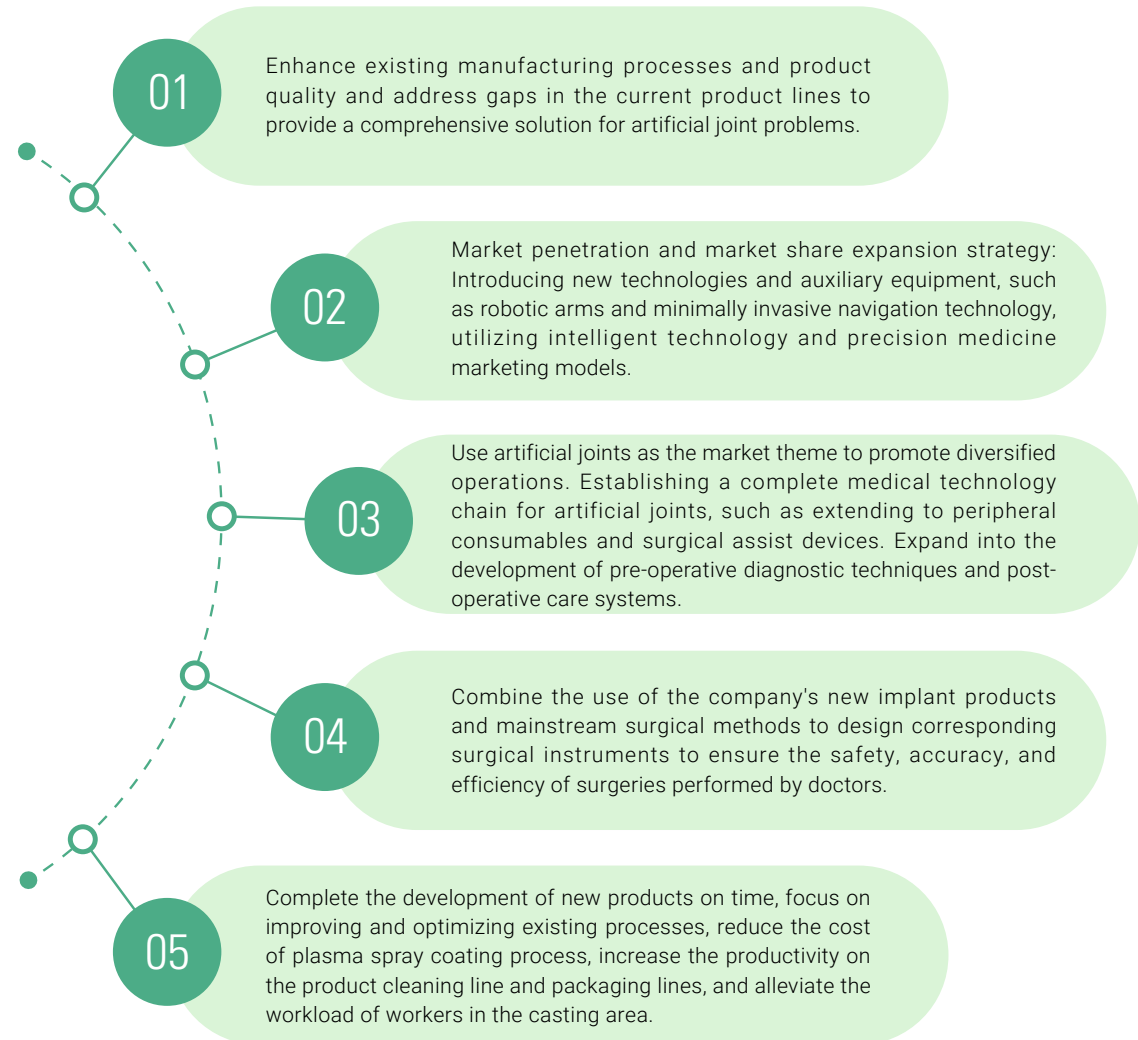 01
Enhance existing manufacturing processes and product
quality and address gaps in the current product lines to
provide a comprehensive solution for artificial joint problems.
02
Market penetration and market share expansion strategy:
Introducing new technologies and auxiliary equipment, such
as robotic arms and minimally invasive navigation technology,
utilizing intelligent technology and precision medicine
marketing models.
03
Use artificial joints as the market theme to promote diversified
operations. Establishing a complete medical technology
chain for artificial joints, such as extending to peripheral
consumables and surgical assist devices. Expand into the
development of pre-operative diagnostic techniques and post-
operative care systems.
04
Combine the use of the company's new implant products
and mainstream surgical methods to design corresponding
surgical instruments to ensure the safety, accuracy, and
efficiency of surgeries performed by doctors.
05
Complete the development of new products on time, focus on
improving and optimizing existing processes, reduce the cost
of plasma spray coating process, increase the productivity on
the product cleaning line and packaging lines, and alleviate the
workload of workers in the casting area.